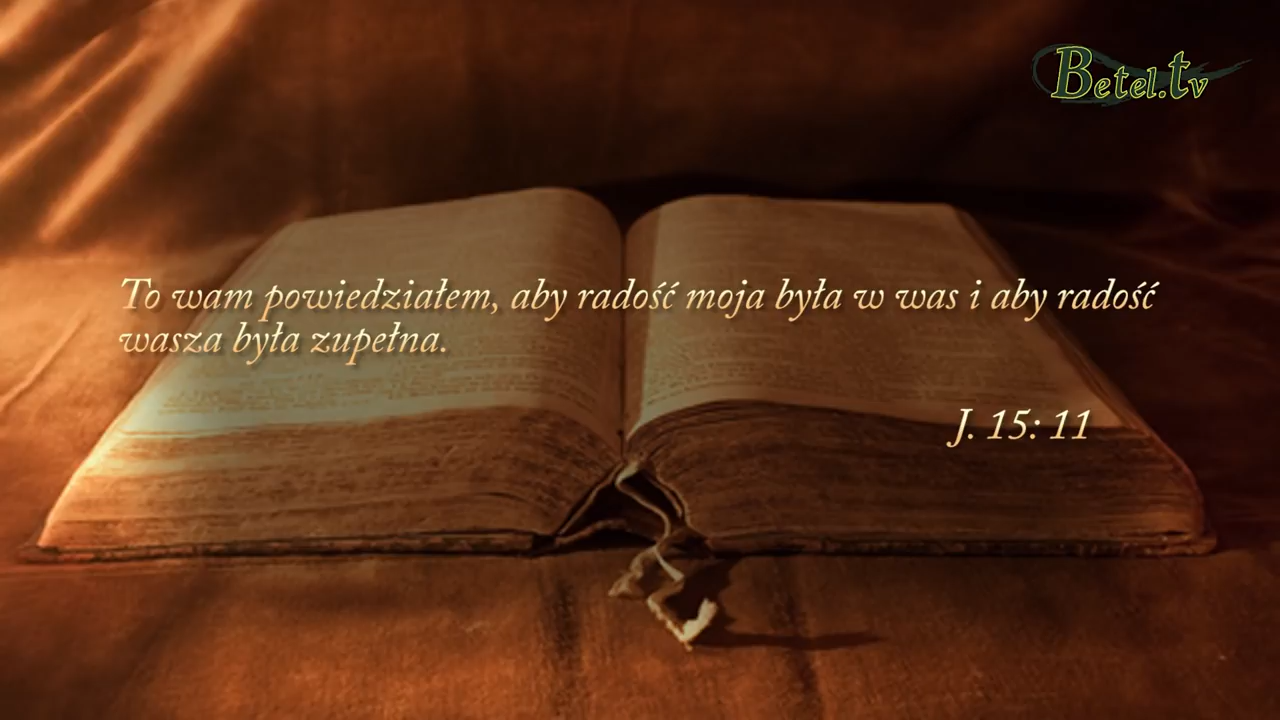 Betel.tv
To wam powiedziałem, aby radość moja była w was i aby radość
wasza była zupełna.
J. 15: 11